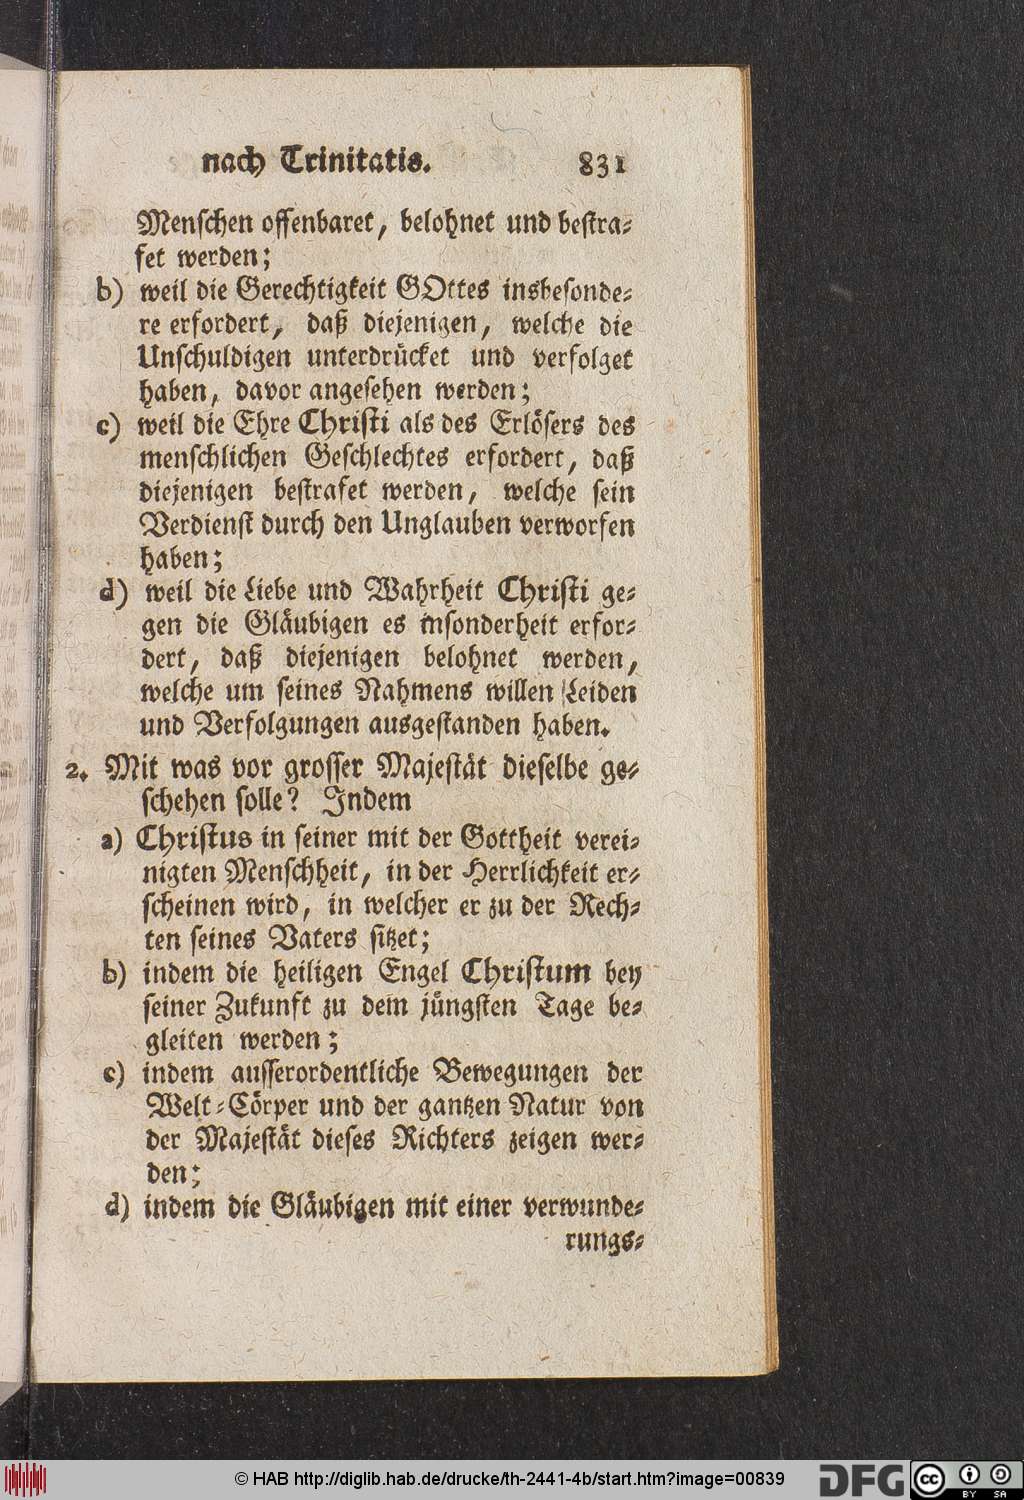 nach Trinitatis. 831
Menschen offenbaret, belohnet und bestra-
fet werden;
b) weil die Gerechtigkeit GOttes insbesonde-
re erfordert, daß diejenigen, welche die
Unschuldigen unterdrücket und verfolget
haben, davor angesehen werden;
c) weil die Ehre Christi als des Erlösers des
menschlichen Geschlechtes erfordert, daß
diejenigen bestrafet werden, welche sein
Verdienst durch den Unglauben verworfen
haben;
d) weil die Liebe und Wahrheit Christi ge-
gen die Gläubigen es insonderheit erfor-
dert, daß diejenigen belohnet werden,
welche um seines Nahmens willen Leiden
und Verfolgungen ausgestanden haben.
2. Mit was vor grosser Majestät dieselbe ge-
schehen solle? Indem
a) Christus in seiner mit der Gottheit verei-
nigten Menschheit, in der Herrlichkeit er-
scheinen wird, in welcher er zu der Rech-
ten seines Vaters sitzet;
b) indem die heiligen Engel Christum bey
seiner Zukunft zu dem jüngsten Tage be-
gleiten werden;
c) indem ausserordentliche Bewegungen der
Welt-Cörper und der gantzen Natur von
der Majestät dieses Richters zeigen wer-
den;
d) indem die Gläubigen mit einer verwunde-
rungs-
© HAB http://diglib.hab.de/drucke/th-2441-4b/start.htm?image=00839
DFG
cc BY SA